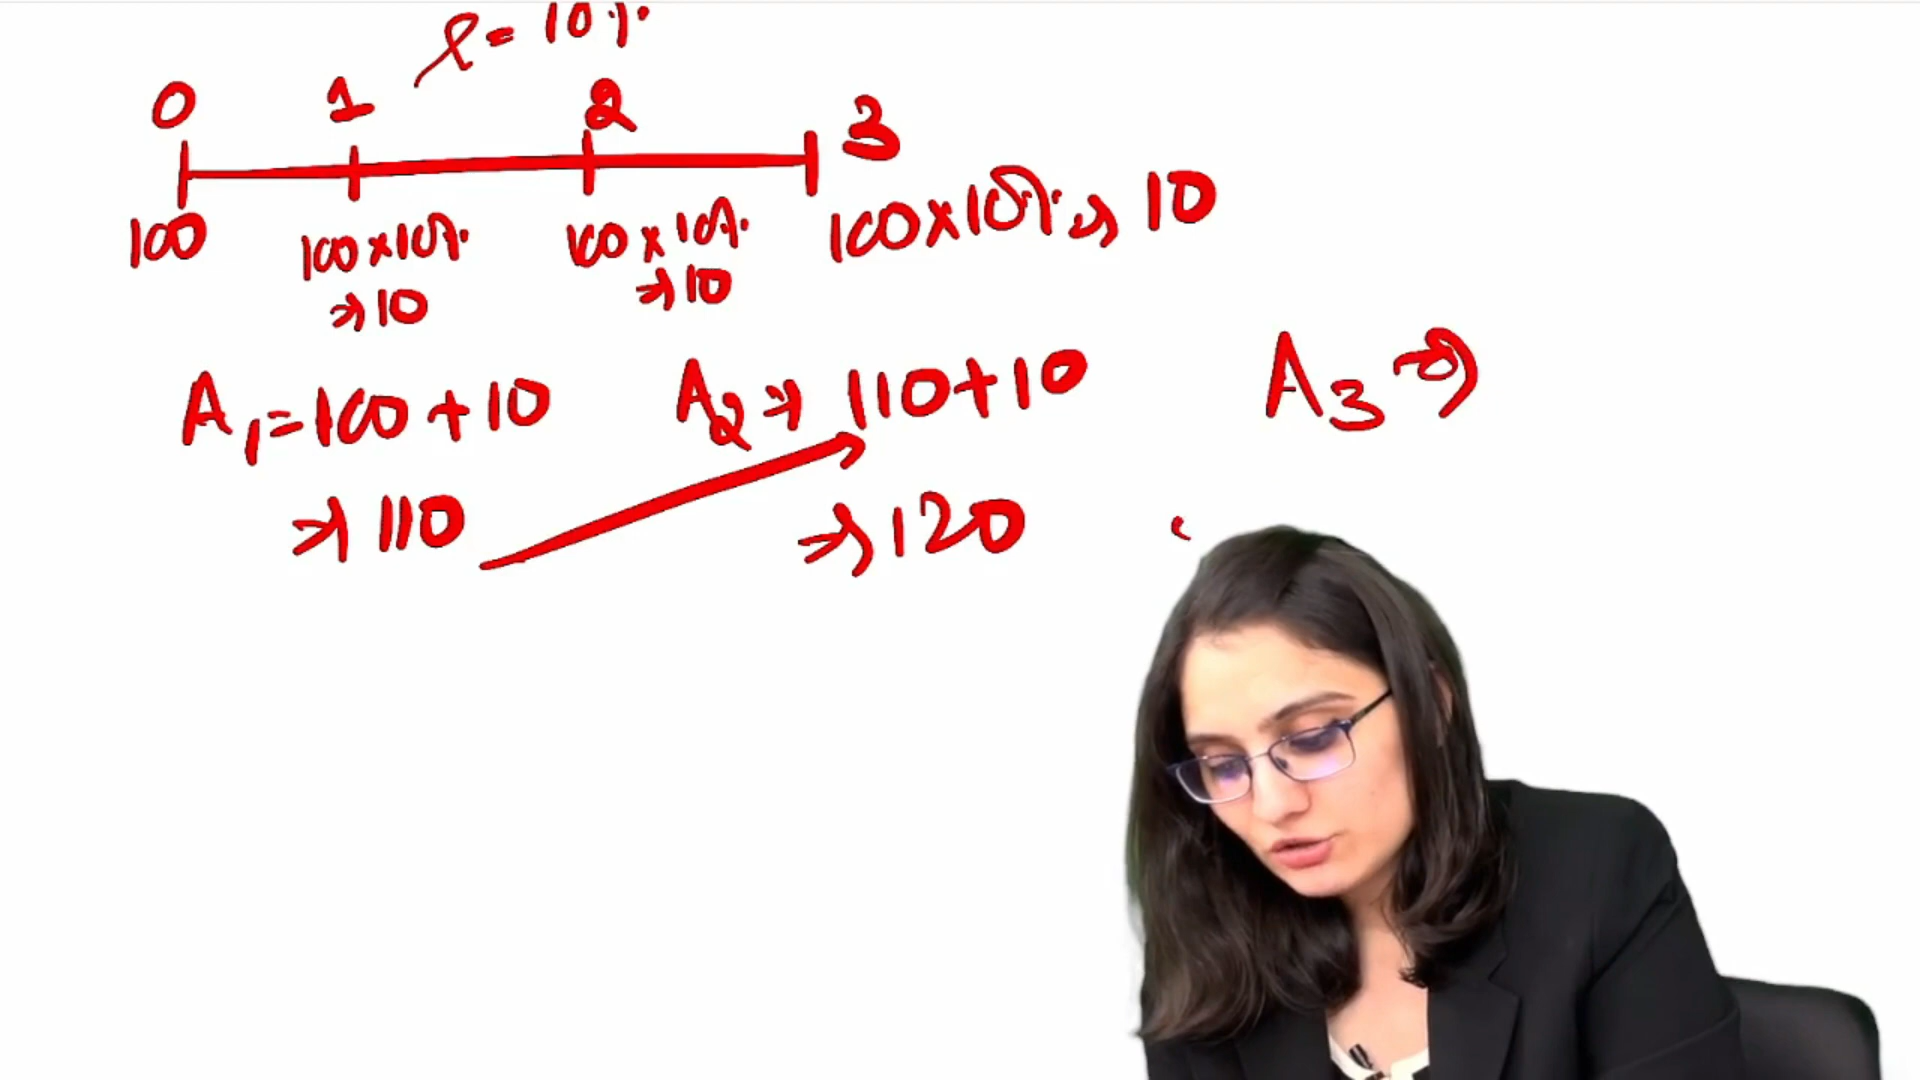 r = 10%
0 1 2 3
100 100 x 10% 100 x 10% 100 x 10% ⇒ 10
⇒ 10 ⇒ 10
A1 = 100 + 10 A2 ⇒ 110 + 10 A3 ⇒
⇒ 110 ⇒ 120